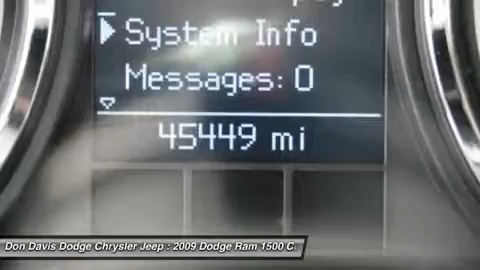 System Info
Messages: 0
45449 mi
Don Davis Dodge Chrysler Jeep : 2009 Dodge Ram 1500 C.